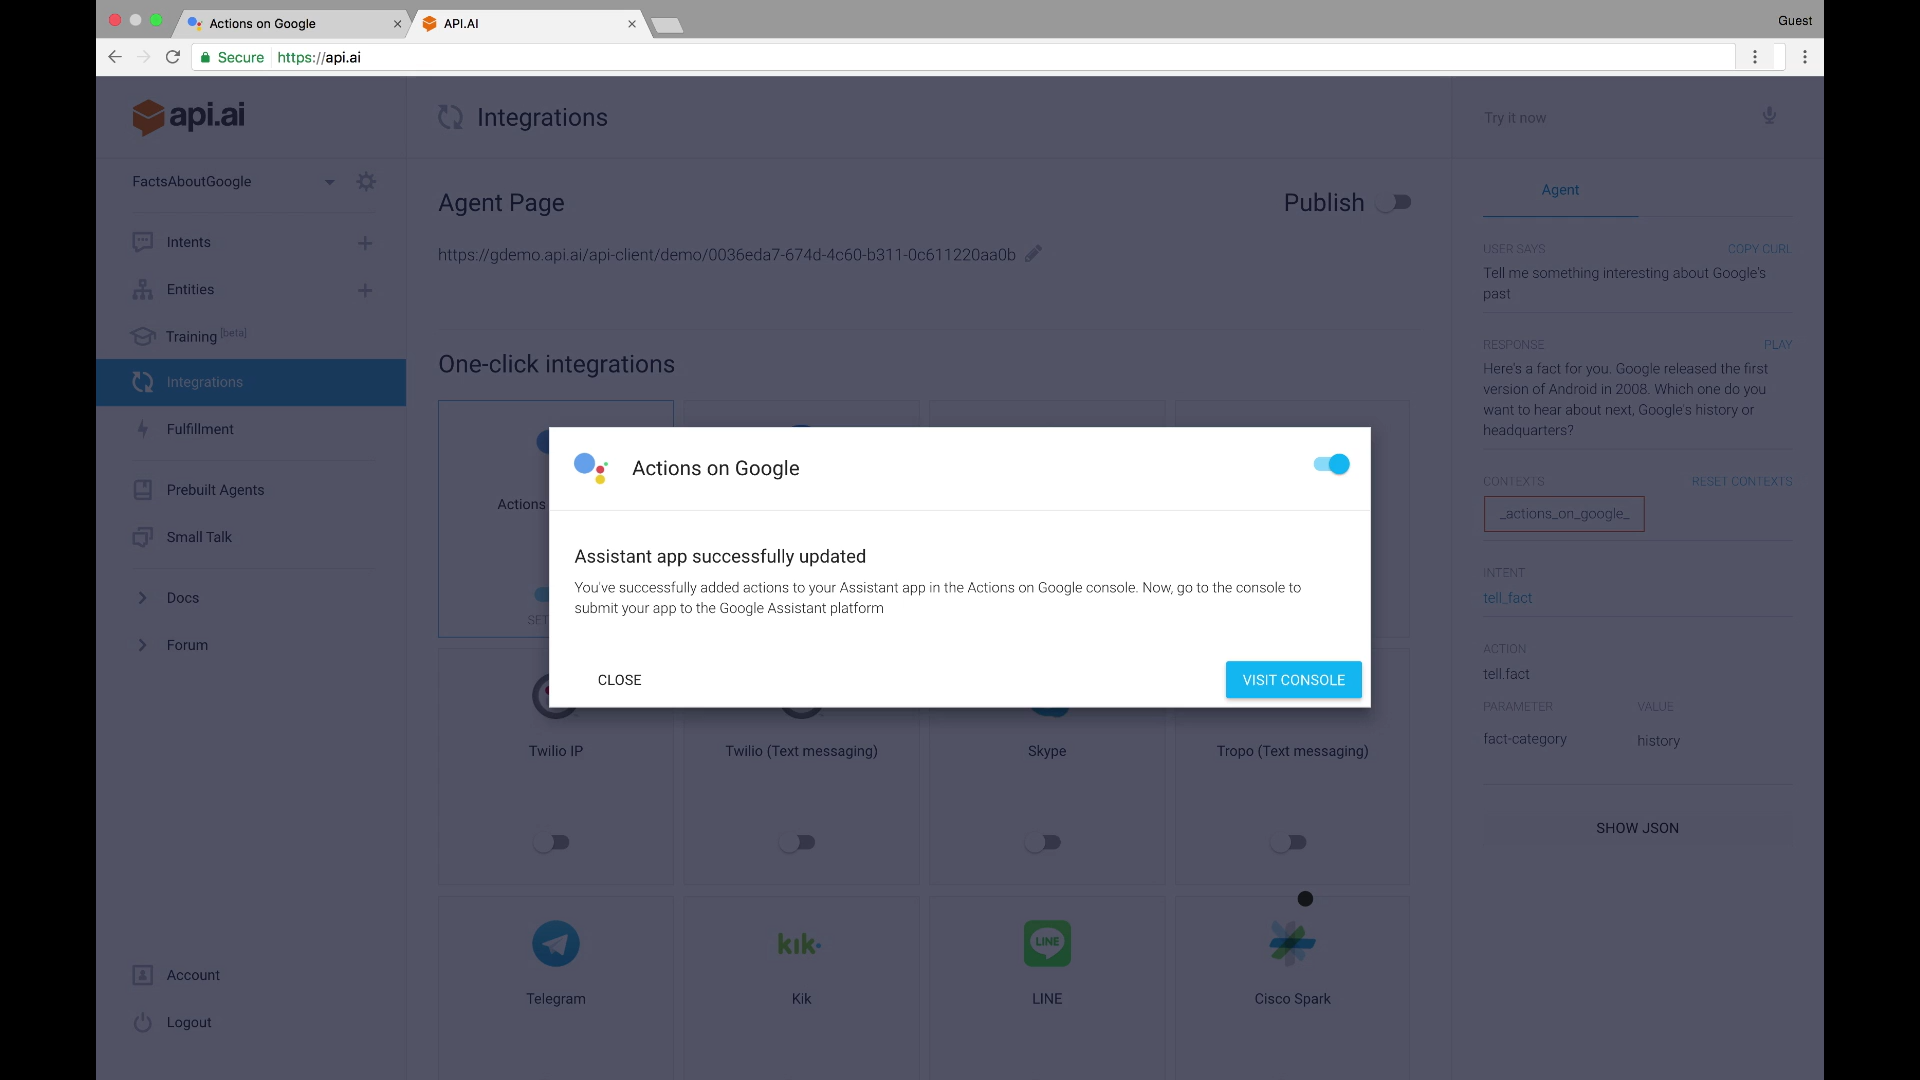 Actions on Google
API.AI
Guest
Secure https://api.ai
api.ai
Integrations
Try it now
FactsAboutGoogle
Agent Page
Publish
Agent
https://gdemo.api.ai/api-client/demo/0036eda7-674d-4c60-b311-0c611220aa0b
Intents
Entities
Training [beta]
Integrations
Fulfillment
Prebuilt Agents
Small Talk
Docs
Forum
Account
Logout
One-click integrations
Actions
SET
Actions on Google
Assistant app successfully updated
You've successfully added actions to your Assistant app in the Actions on Google console. Now, go to the console to
submit your app to the Google Assistant platform
CLOSE
VISIT CONSOLE
Twilio IP
Twilio (Text messaging)
Skype
Tropo (Text messaging)
kik
LINE
Telegram
Kik
LINE
Cisco Spark
USER SAYS
COPY CURL
Tell me something interesting about Google's
past
RESPONSE
PLAY
Here's a fact for you. Google released the first
version of Android in 2008. Which one do you
want to hear about next, Google's history or
headquarters?
CONTEXTS
RESET CONTEXTS
_actions_on_google_
INTENT
tell_fact
ACTION
tell.fact
PARAMETER
VALUE
fact-category
history
SHOW JSON